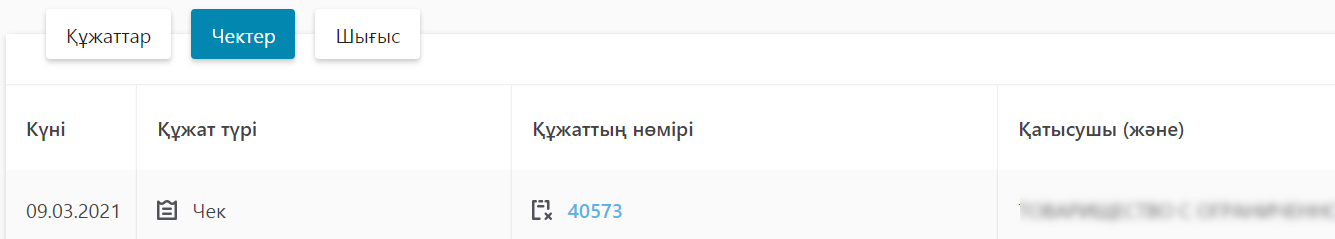 Құжаттар Чектер Шығыс
Күні Құжат түрі Құжаттың нөмірі Қатысушы (және)
09.03.2021 Чек 40573